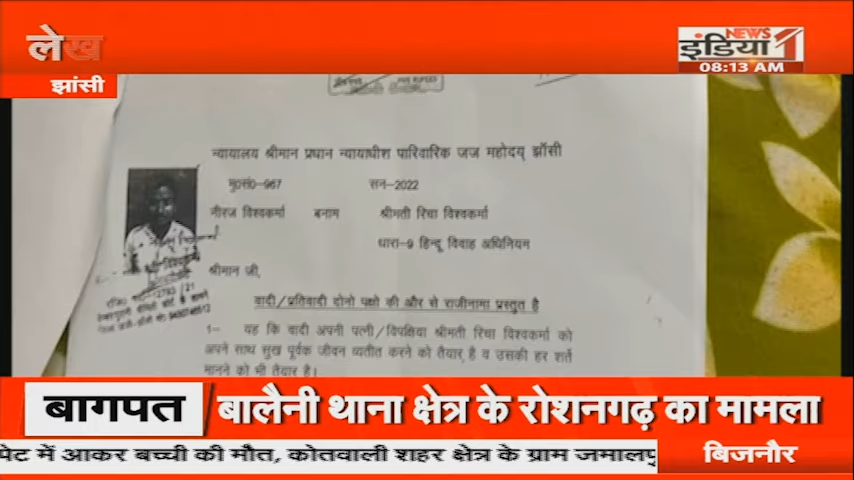 लेख
NEWS
इंडिया 1
08:13 AM
झांसी
न्यायालय श्रीमान प्रधान न्यायाधीश पारिवारिक जज महोदय् झाँसी
मु0सं0-967 सन-2022
नीरज विश्वकर्मा बनाम श्रीमती रिचा विश्वकर्मा
धारा-9 हिन्दू विवाह अधिनियम
श्रीमान जी,
वादी/प्रतिवादी दोनो पक्षो की और से राजीनामा प्रस्तुत है
1- यह कि वादी अपनी पत्नी/विपक्षिया श्रीमती रिचा विश्वकर्मा को
अपने साथ सुख पूर्वक जीवन व्यतीत करने को तैयार है व उसकी हर शर्त
मानने को भी तैयार है।
बागपत
बालैनी थाना क्षेत्र के रोशनगढ़ का मामला
पेट में आकर बच्ची की मौत, कोतवाली शहर क्षेत्र के ग्राम जमालपु
बिजनौर